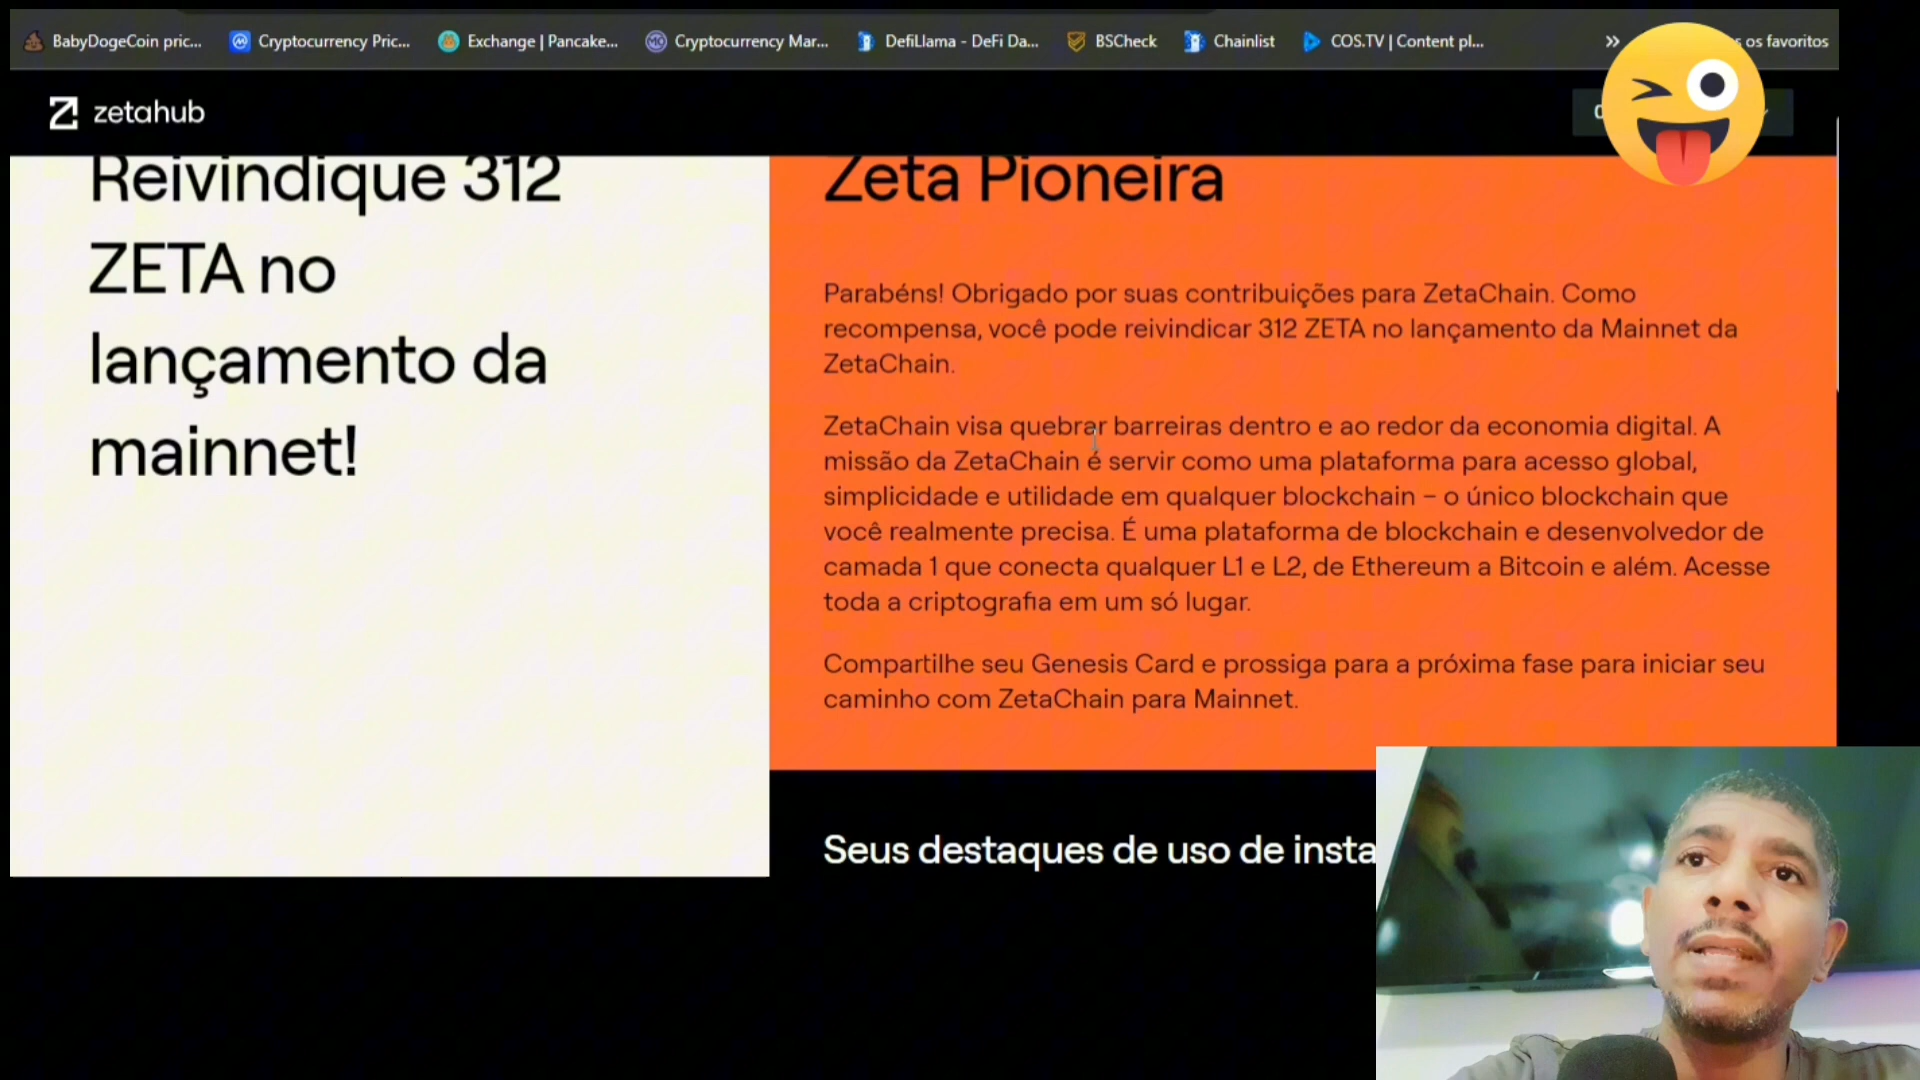 BabyDogeCoin pric...
Cryptocurrency Pric...
Exchange | Pancake...
Cryptocurrency Mar...
DefiLlama - DeFi Da...
BSCheck
Chainlist
COS.TV | Content pl...
»
os favoritos
zetahub
Reivindique 312
ZETA no
lançamento da
mainnet!
Zeta Pioneira
Parabéns! Obrigado por suas contribuições para ZetaChain. Como
recompensa, você pode reivindicar 312 ZETA no lançamento da Mainnet da
ZetaChain.
ZetaChain visa quebrar barreiras dentro e ao redor da economia digital. A
missão da ZetaChain é servir como uma plataforma para acesso global,
simplicidade e utilidade em qualquer blockchain – o único blockchain que
você realmente precisa. É uma plataforma de blockchain e desenvolvedor de
camada 1 que conecta qualquer L1 e L2, de Ethereum a Bitcoin e além. Acesse
toda a criptografia em um só lugar.
Compartilhe seu Genesis Card e prossiga para a próxima fase para iniciar seu
caminho com ZetaChain para Mainnet.
Seus destaques de uso de insta